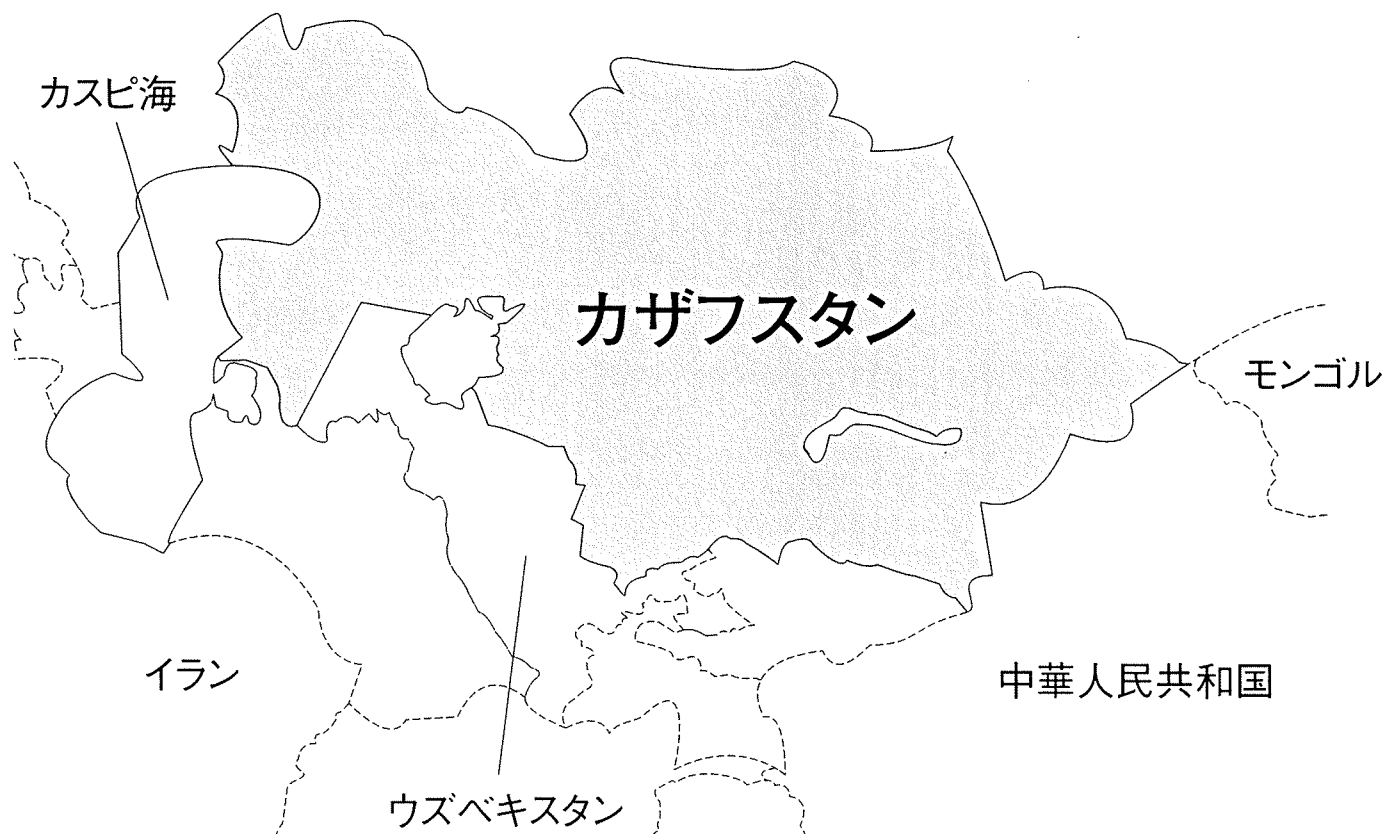 カスピ海
カザフスタン
モンゴル
イラン
中華人民共和国
ウズベキスタン